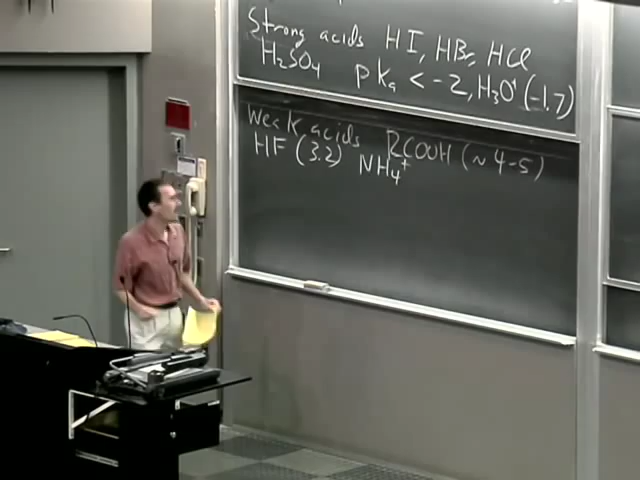 Strong acids HI, HBr, HCl
H₂SO₄ pKₐ < -2, H₃O⁺ (-1.7)
Weak acids RCOOH (~ 4-5)
HF (3.2) NH₄⁺